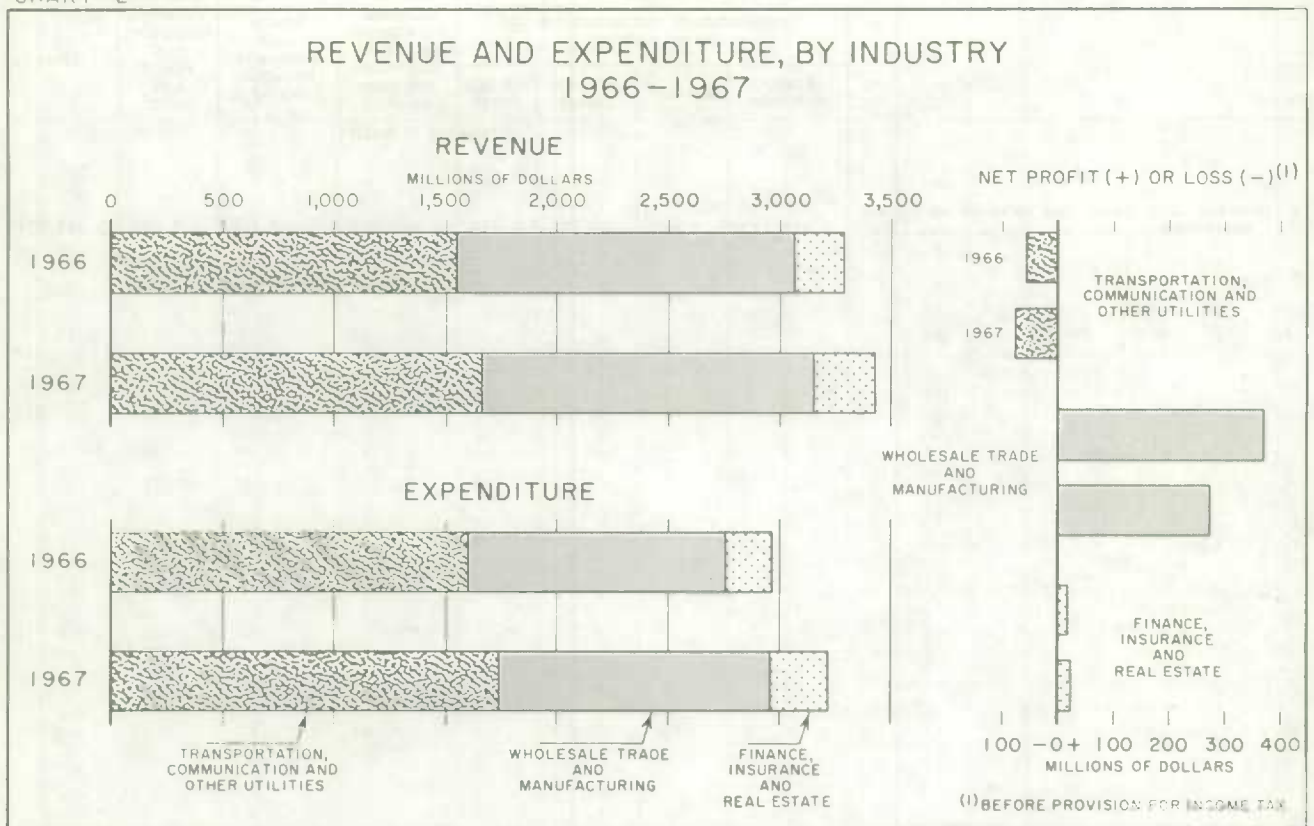 REVENUE AND EXPENDITURE, BY INDUSTRY
1966-1967
REVENUE
MILLIONS OF DOLLARS
0 500 1,000 1,500 2,000 2,500 3,000 3,500
1966
1967
EXPENDITURE
1966
1967
TRANSPORTATION,
COMMUNICATION AND
OTHER UTILITIES
WHOLESALE TRADE
AND
MANUFACTURING
FINANCE,
INSURANCE
AND
REAL ESTATE
NET PROFIT (+) OR LOSS (-)(1)
1966
1967
TRANSPORTATION,
COMMUNICATION AND
OTHER UTILITIES
WHOLESALE TRADE
AND
MANUFACTURING
FINANCE,
INSURANCE
AND
REAL ESTATE
100 -0+ 100 200 300 400
MILLIONS OF DOLLARS
(1) BEFORE PROVISION FOR INCOME TAX